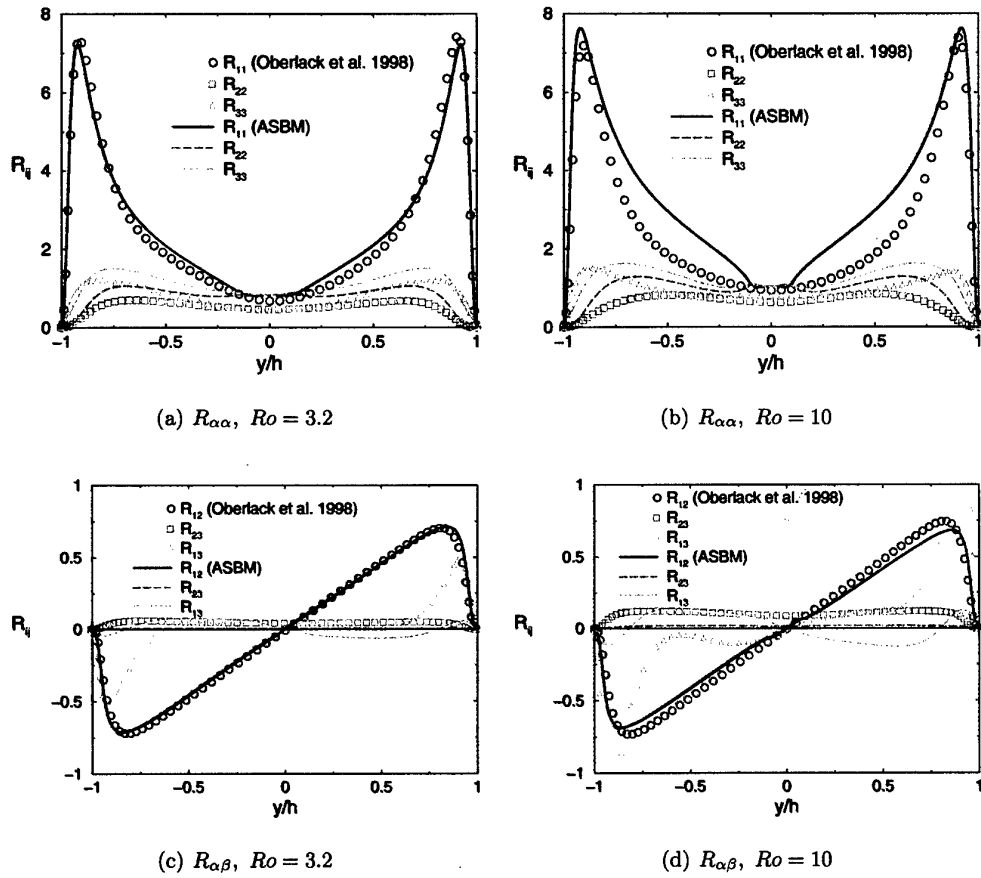 8
6
4
2
0
R_ij
R_11 (Oberlack et al. 1998)
R_22
R_33
R_11 (ASBM)
R_22
R_33
−1 −0.5 0 0.5 1
y/h
(a) R_αα, Ro = 3.2
8
6
4
2
0
R_ij
R_11 (Oberlack et al. 1998)
R_22
R_33
R_11 (ASBM)
R_22
R_33
−1 −0.5 0 0.5 1
y/h
(b) R_αα, Ro = 10
1
0.5
0
−0.5
−1
R_ij
R_12 (Oberlack et al. 1998)
R_23
R_13
R_12 (ASBM)
R_23
R_13
−1 −0.5 0 0.5 1
y/h
(c) R_αβ, Ro = 3.2
1
0.5
0
−0.5
−1
R_ij
R_12 (Oberlack et al. 1998)
R_23
R_13
R_12 (ASBM)
R_23
R_13
−1 −0.5 0 0.5 1
y/h
(d) R_αβ, Ro = 10